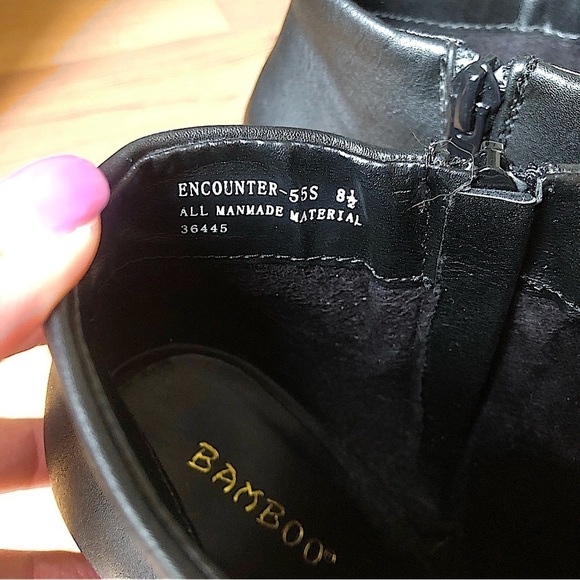 ENCOUNTER-55S 8½
ALL MANMADE MATERIAL
36445
BAMBOO®